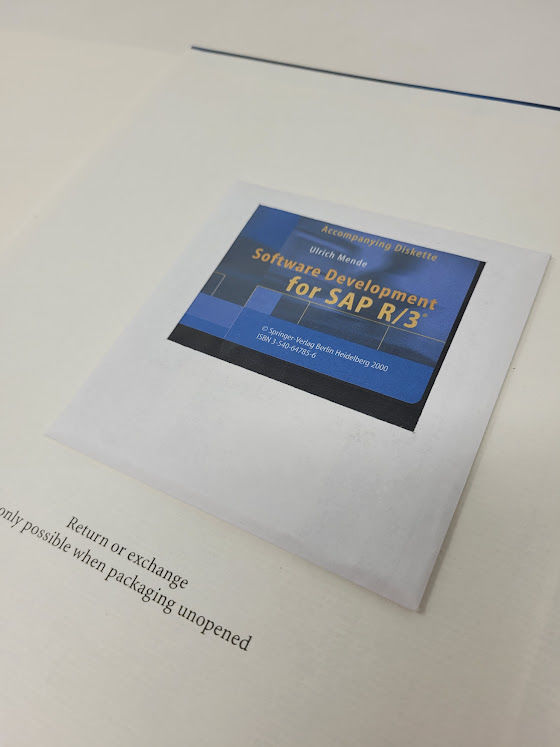 Accompanying Diskette
Ulrich Mende
Software Development
for SAP R/3®
© Springer-Verlag Berlin Heidelberg 2000
ISBN 3-540-64785-6
Return or exchange
only possible when packaging unopened